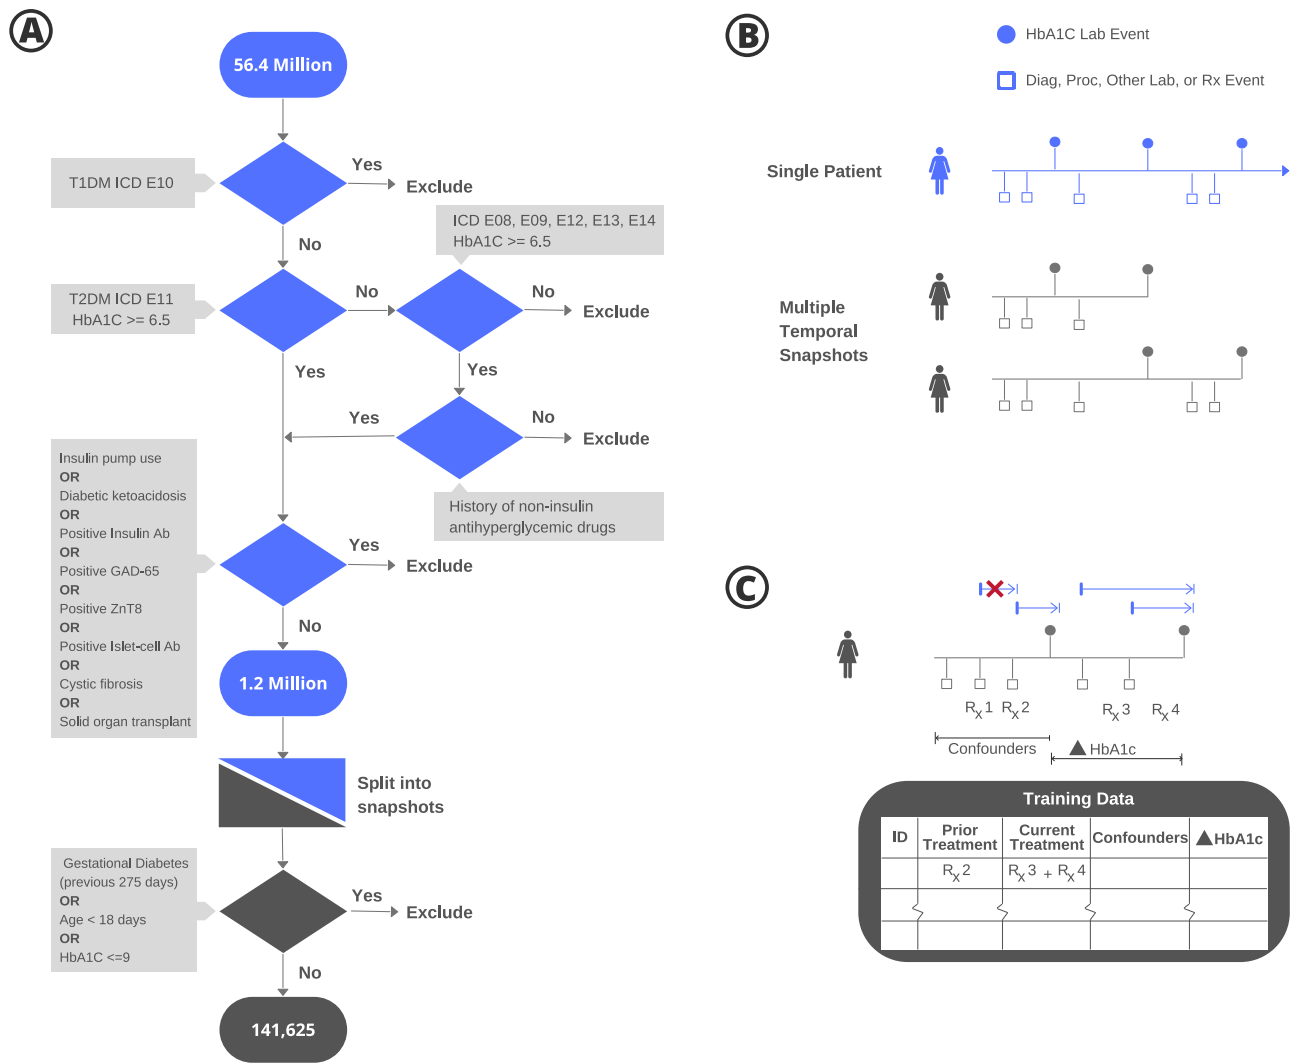 A
56.4 Million
T1DM ICD E10
Yes
Exclude
No
ICD E08, E09, E12, E13, E14
HbA1C >= 6.5
T2DM ICD E11
HbA1C >= 6.5
No
No
Exclude
Yes
Yes
Yes
No
Exclude
History of non-insulin
antihyperglycemic drugs
Insulin pump use
OR
Diabetic ketoacidosis
OR
Positive Insulin Ab
OR
Positive GAD-65
OR
Positive ZnT8
OR
Positive Islet-cell Ab
OR
Cystic fibrosis
OR
Solid organ transplant
Yes
Exclude
No
1.2 Million
Split into
snapshots
Gestational Diabetes
(previous 275 days)
OR
Age < 18 days
OR
HbA1C <=9
Yes
Exclude
No
141,625
B
HbA1C Lab Event
Diag, Proc, Other Lab, or Rx Event
Single Patient
Multiple
Temporal
Snapshots
C
Rx1 Rx2 Rx3 Rx4
Confounders
▲HbA1c
Training Data
ID Prior Treatment Current Treatment Confounders ▲HbA1c
Rx2 Rx3 + Rx4